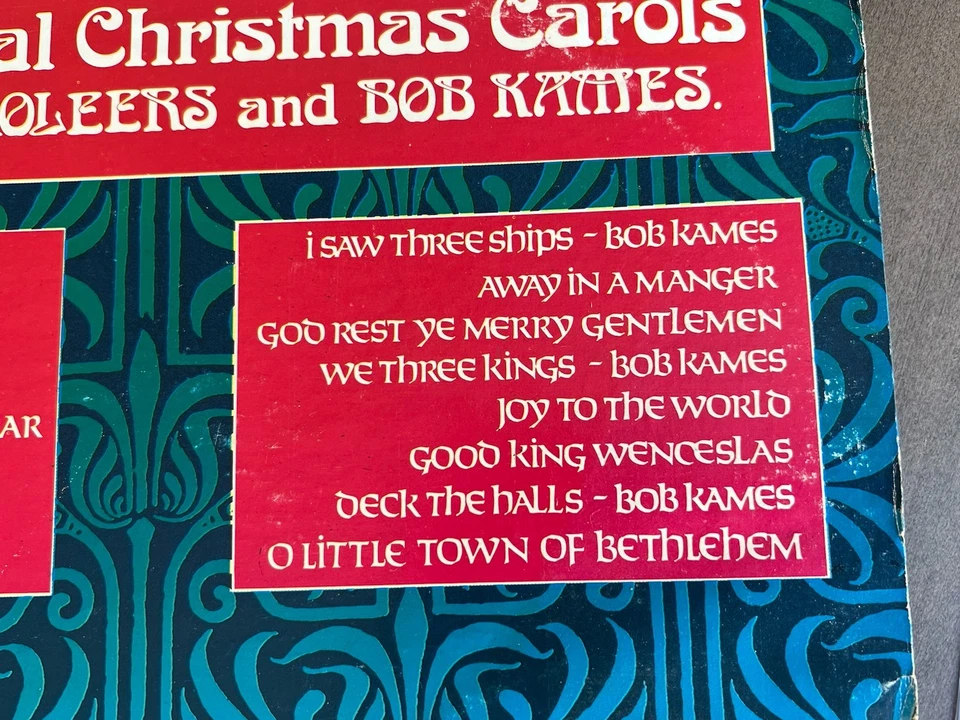 al Christmas Carols
OLEERS and BOB KAMES.
AR
i SAW THREE ShipS - BOB KAMES
AWAY iN A MANGER
GOD REST YE MERRY GENTLEMEN
WE THREE KiNGS - BOB KAMES
JOY TO THE WORLD
GOOD KiNG WENCESLAS
DECK THE hALLS - BOB KAMES
O LiTTLE TOWN OF BEThLEhEM